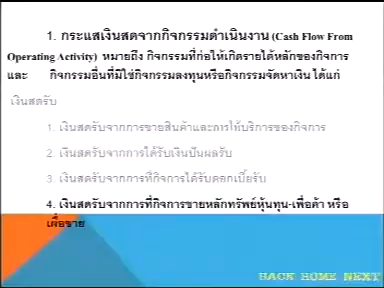 1. กระแสเงินสดจากกิจกรรมดำเนินงาน (Cash Flow From
Operating Activity) หมายถึง กิจกรรมที่ก่อให้เกิดรายได้หลักของกิจการ
และ กิจกรรมอื่นที่มิใช่กิจกรรมลงทุนหรือกิจกรรมจัดหาเงิน ได้แก่
เงินสดรับ
1. เงินสดรับจากการขายสินค้าและการให้บริการของกิจการ
2. เงินสดรับจากการได้รับเงินปันผลรับ
3. เงินสดรับจากการที่กิจการได้รับดอกเบี้ยรับ
4. เงินสดรับจากการที่กิจการขายหลักทรัพย์หุ้นทุน-เพื่อค้า หรือ
เผื่อขาย
BACK HOME NEXT